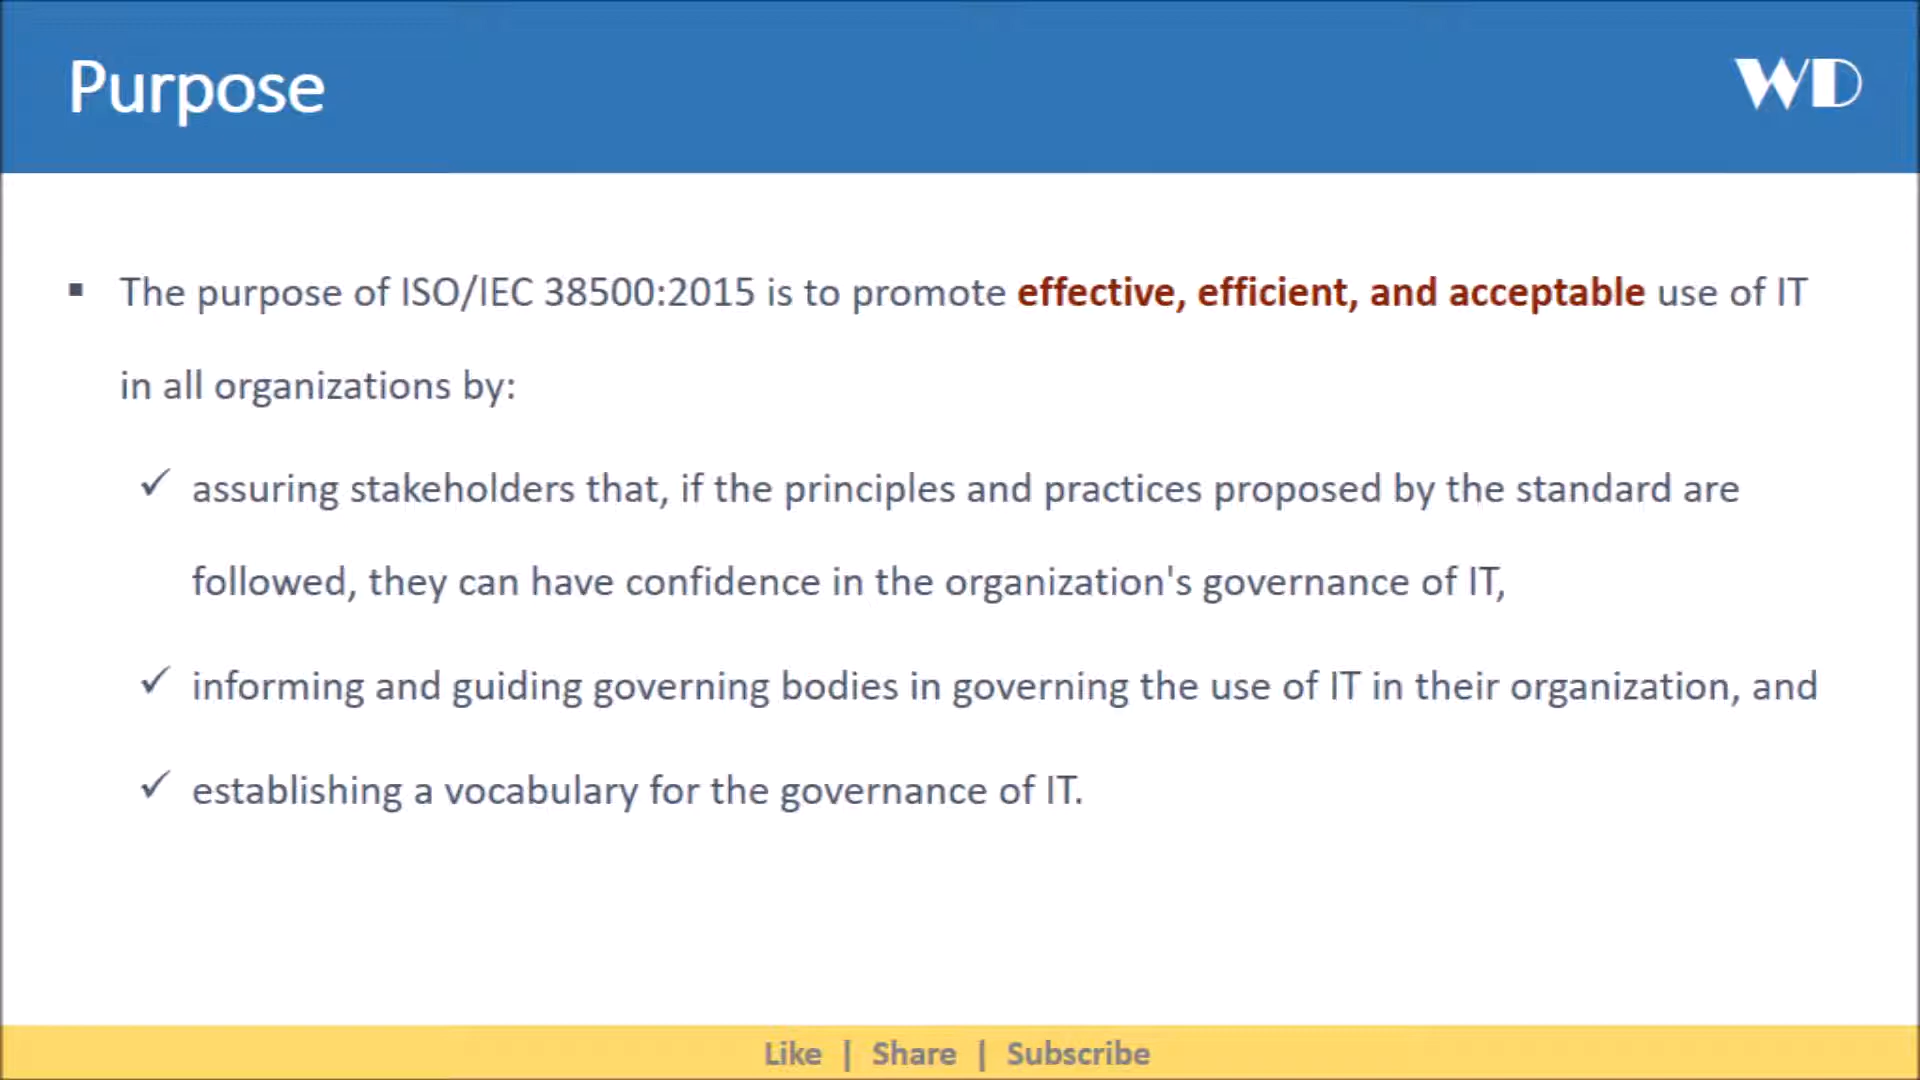 Purpose
WD
▪ The purpose of ISO/IEC 38500:2015 is to promote effective, efficient, and acceptable use of IT
in all organizations by:
✓ assuring stakeholders that, if the principles and practices proposed by the standard are
followed, they can have confidence in the organization's governance of IT,
✓ informing and guiding governing bodies in governing the use of IT in their organization, and
✓ establishing a vocabulary for the governance of IT.
Like | Share | Subscribe